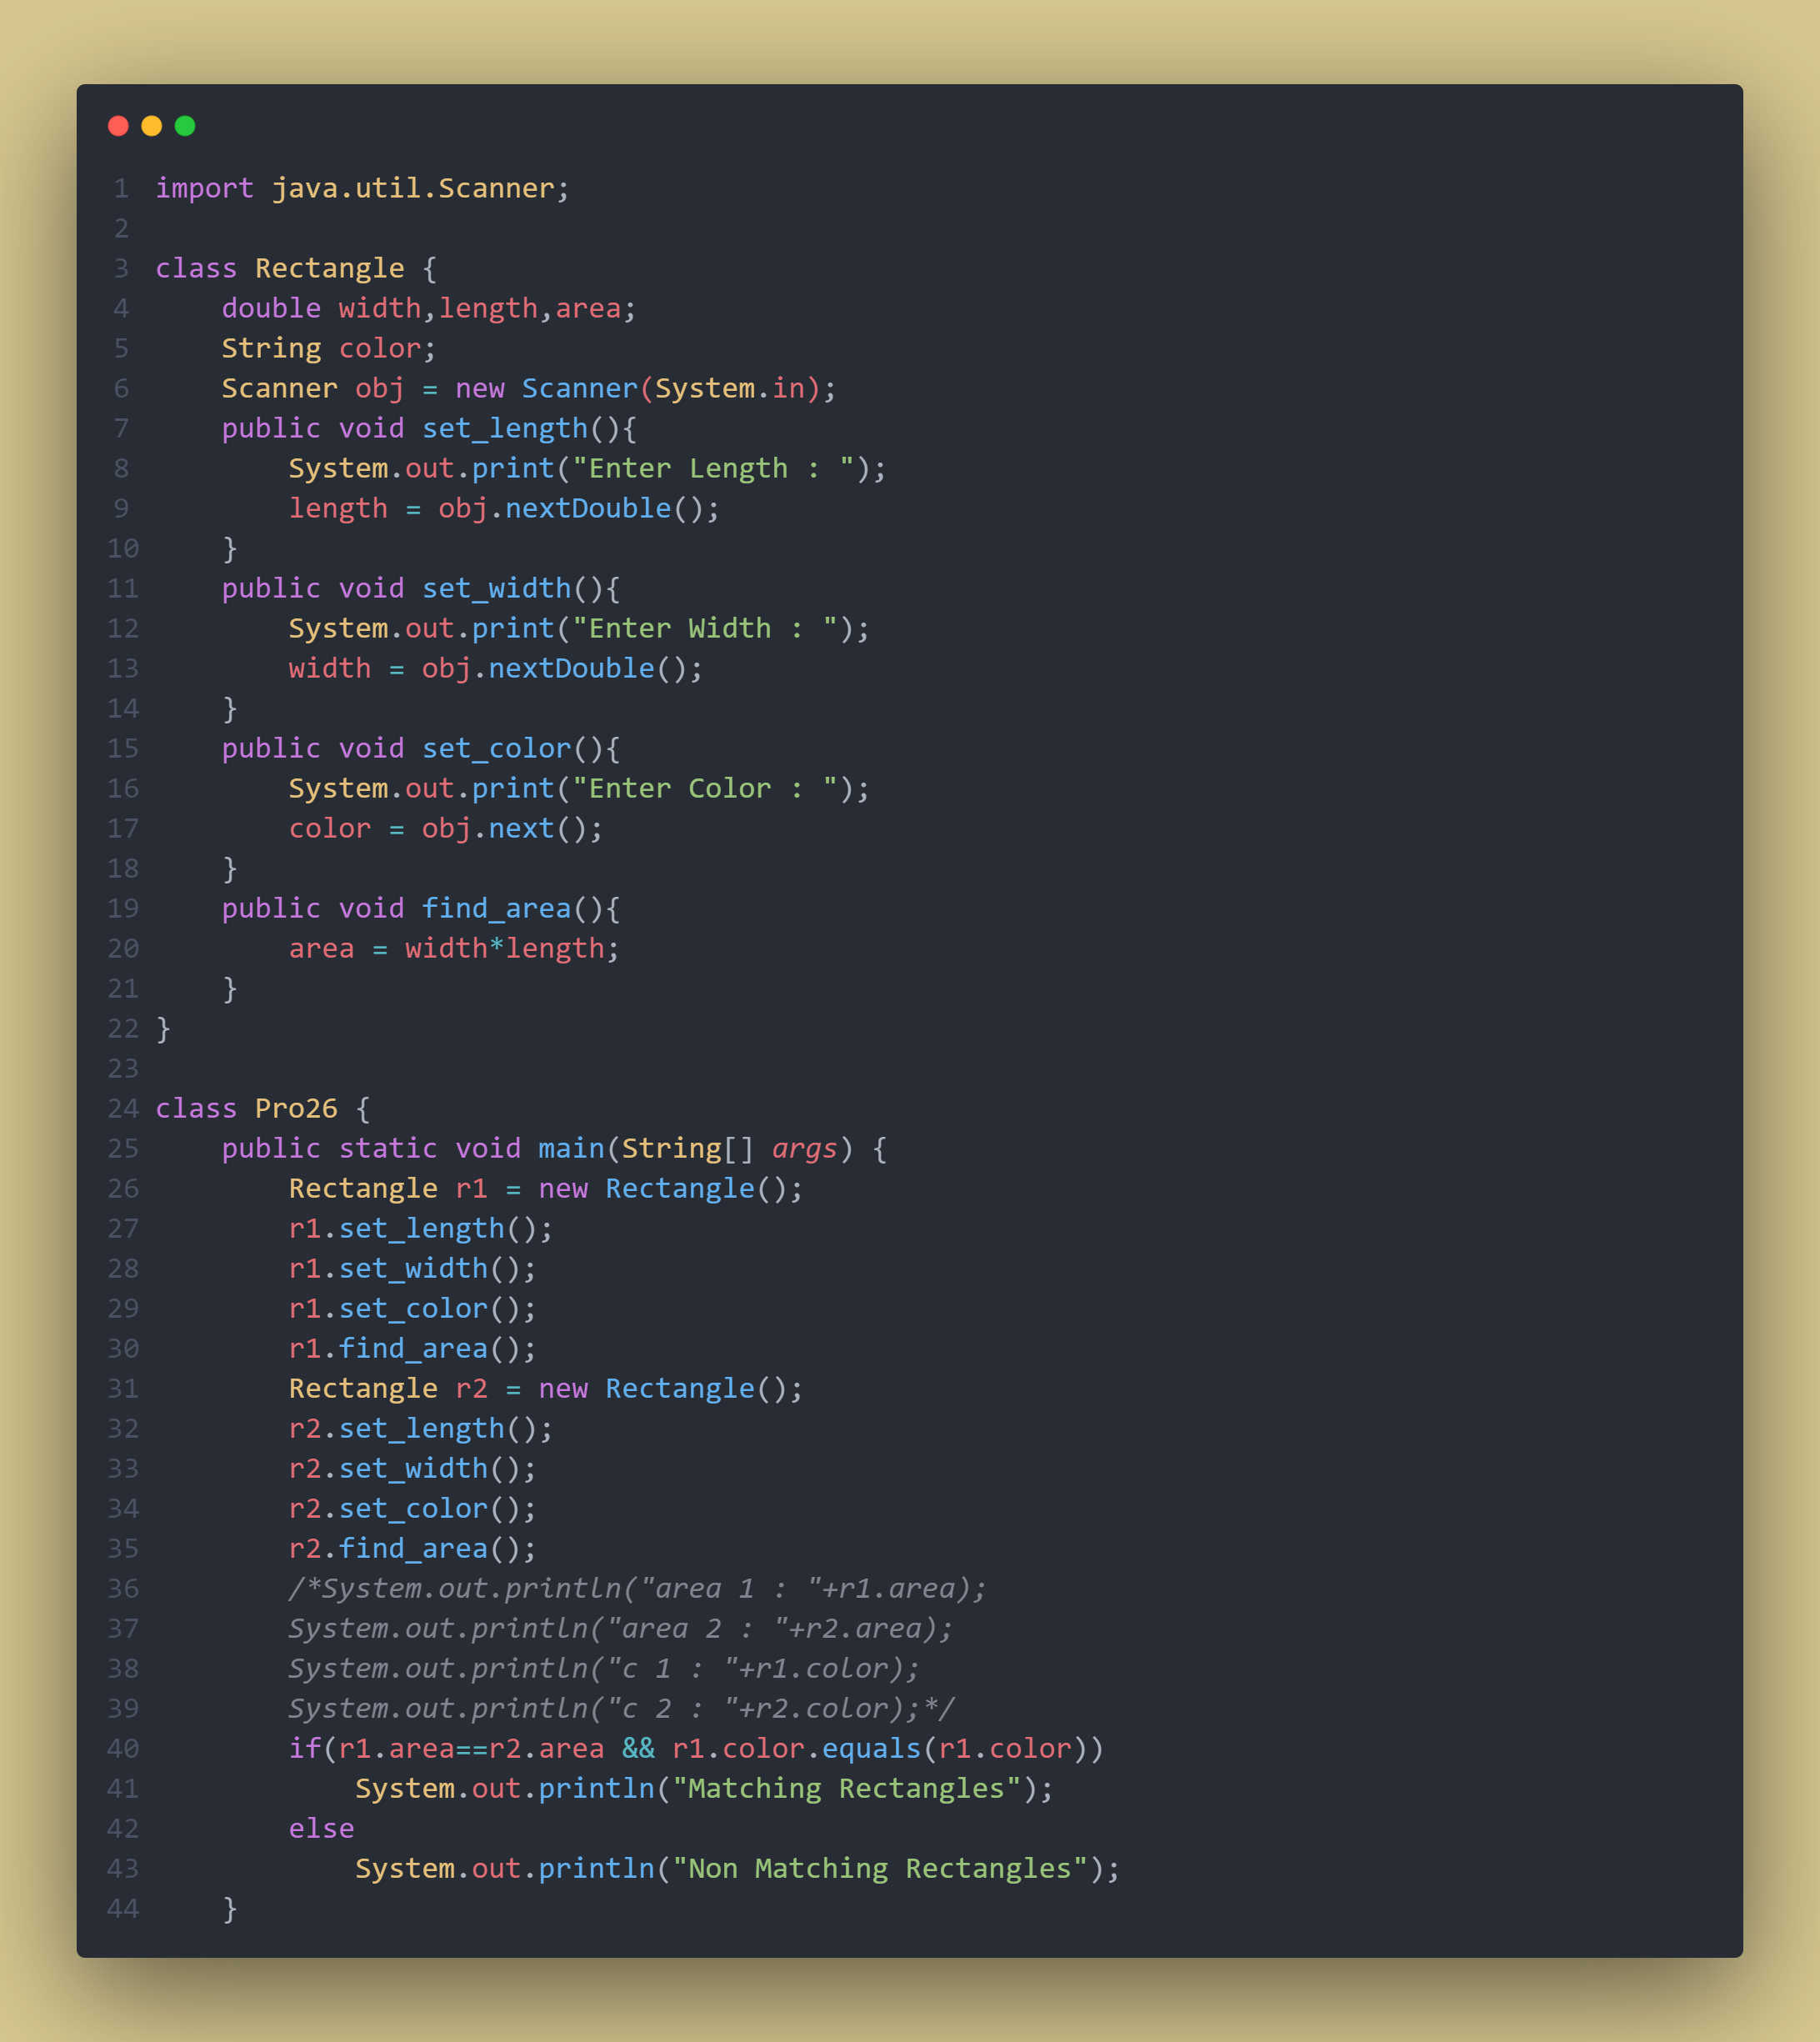 1 import java.util.Scanner;
2
3 class Rectangle {
4     double width,length,area;
5     String color;
6     Scanner obj = new Scanner(System.in);
7     public void set_length(){
8         System.out.print("Enter Length : ");
9         length = obj.nextDouble();
10     }
11     public void set_width(){
12         System.out.print("Enter Width : ");
13         width = obj.nextDouble();
14     }
15     public void set_color(){
16         System.out.print("Enter Color : ");
17         color = obj.next();
18     }
19     public void find_area(){
20         area = width*length;
21     }
22 }
23
24 class Pro26 {
25     public static void main(String[] args) {
26         Rectangle r1 = new Rectangle();
27         r1.set_length();
28         r1.set_width();
29         r1.set_color();
30         r1.find_area();
31         Rectangle r2 = new Rectangle();
32         r2.set_length();
33         r2.set_width();
34         r2.set_color();
35         r2.find_area();
36         /*System.out.println("area 1 : "+r1.area);
37         System.out.println("area 2 : "+r2.area);
38         System.out.println("c 1 : "+r1.color);
39         System.out.println("c 2 : "+r2.color);*/
40         if(r1.area==r2.area && r1.color.equals(r1.color))
41             System.out.println("Matching Rectangles");
42         else
43             System.out.println("Non Matching Rectangles");
44     }